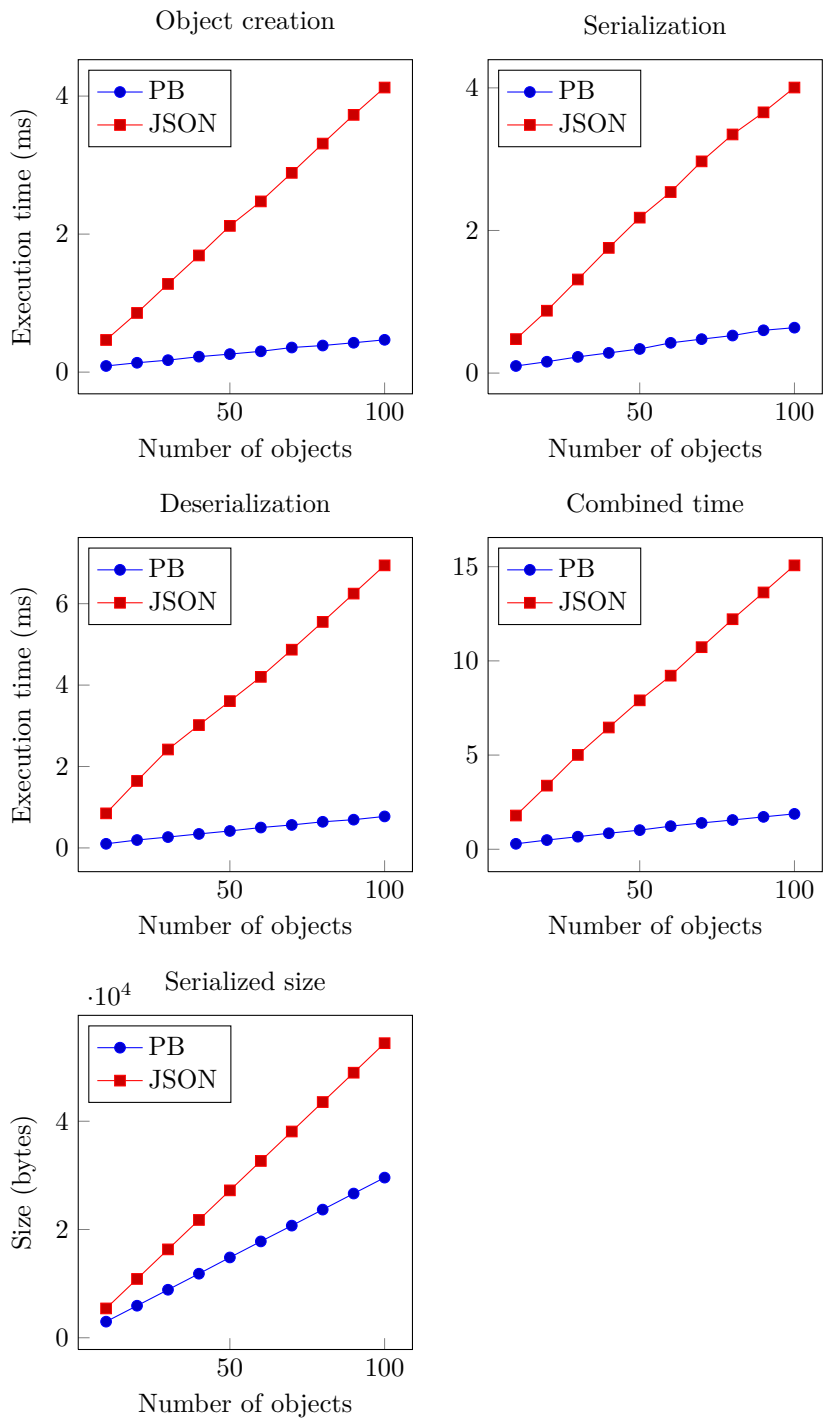 Object creation
PB
JSON
4
2
0
50
100
Execution time (ms)
Number of objects
Serialization
PB
JSON
4
2
0
50
100
Number of objects
Deserialization
PB
JSON
6
4
2
0
50
100
Execution time (ms)
Number of objects
Combined time
PB
JSON
15
10
5
0
50
100
Number of objects
Serialized size
·10⁴
PB
JSON
4
2
0
50
100
Size (bytes)
Number of objects